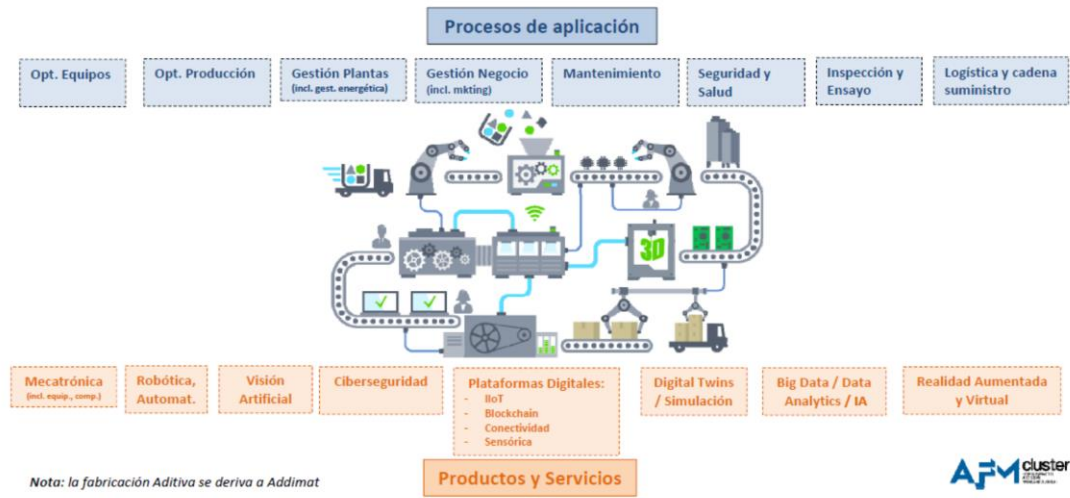 Procesos de aplicación
Opt. Equipos
Opt. Producción
Gestión Plantas
(incl. gest. energética)
Gestión Negocio
(incl. mkting)
Mantenimiento
Seguridad y
Salud
Inspección y
Ensayo
Logística y cadena
suministro
3D
Mecatrónica
(incl. equip., comp.)
Robótica,
Automat.
Visión
Artificial
Ciberseguridad
Plataformas Digitales:
- IIoT
- Blockchain
- Conectividad
- Sensórica
Digital Twins
/ Simulación
Big Data / Data
Analytics / IA
Realidad Aumentada
y Virtual
Productos y Servicios
Nota: la fabricación Aditiva se deriva a Addimat
AFM cluster